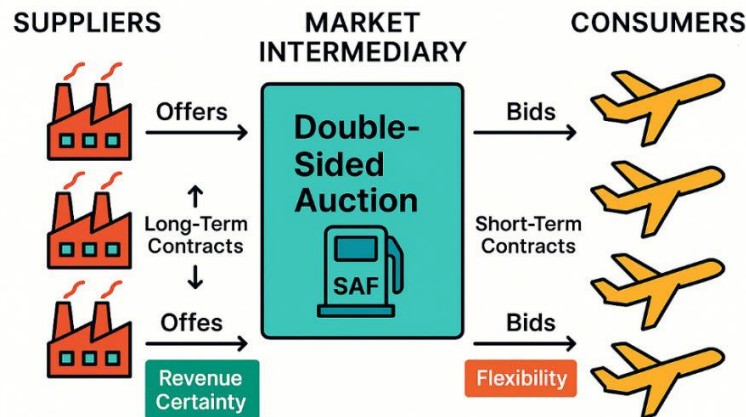 SUPPLIERS
MARKET
INTERMEDIARY
CONSUMERS
Offers
Double-
Sided
Auction
Bids
Long-Term
Contracts
Short-Term
Contracts
SAF
Offes
Bids
Revenue
Certainty
Flexibility